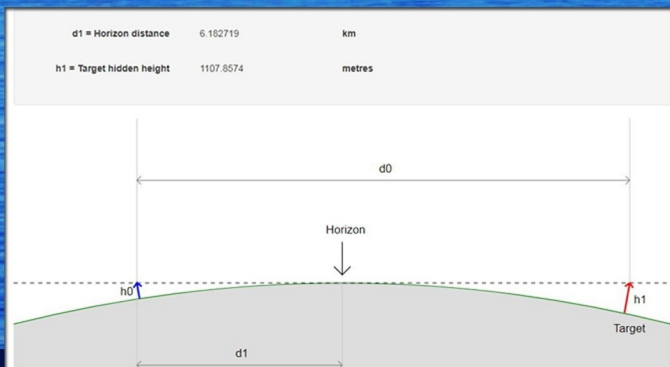 d1 = Horizon distance 6.182719 km
h1 = Target hidden height 1107.8574 metres
d0
Horizon
h0
h1
Target
d1